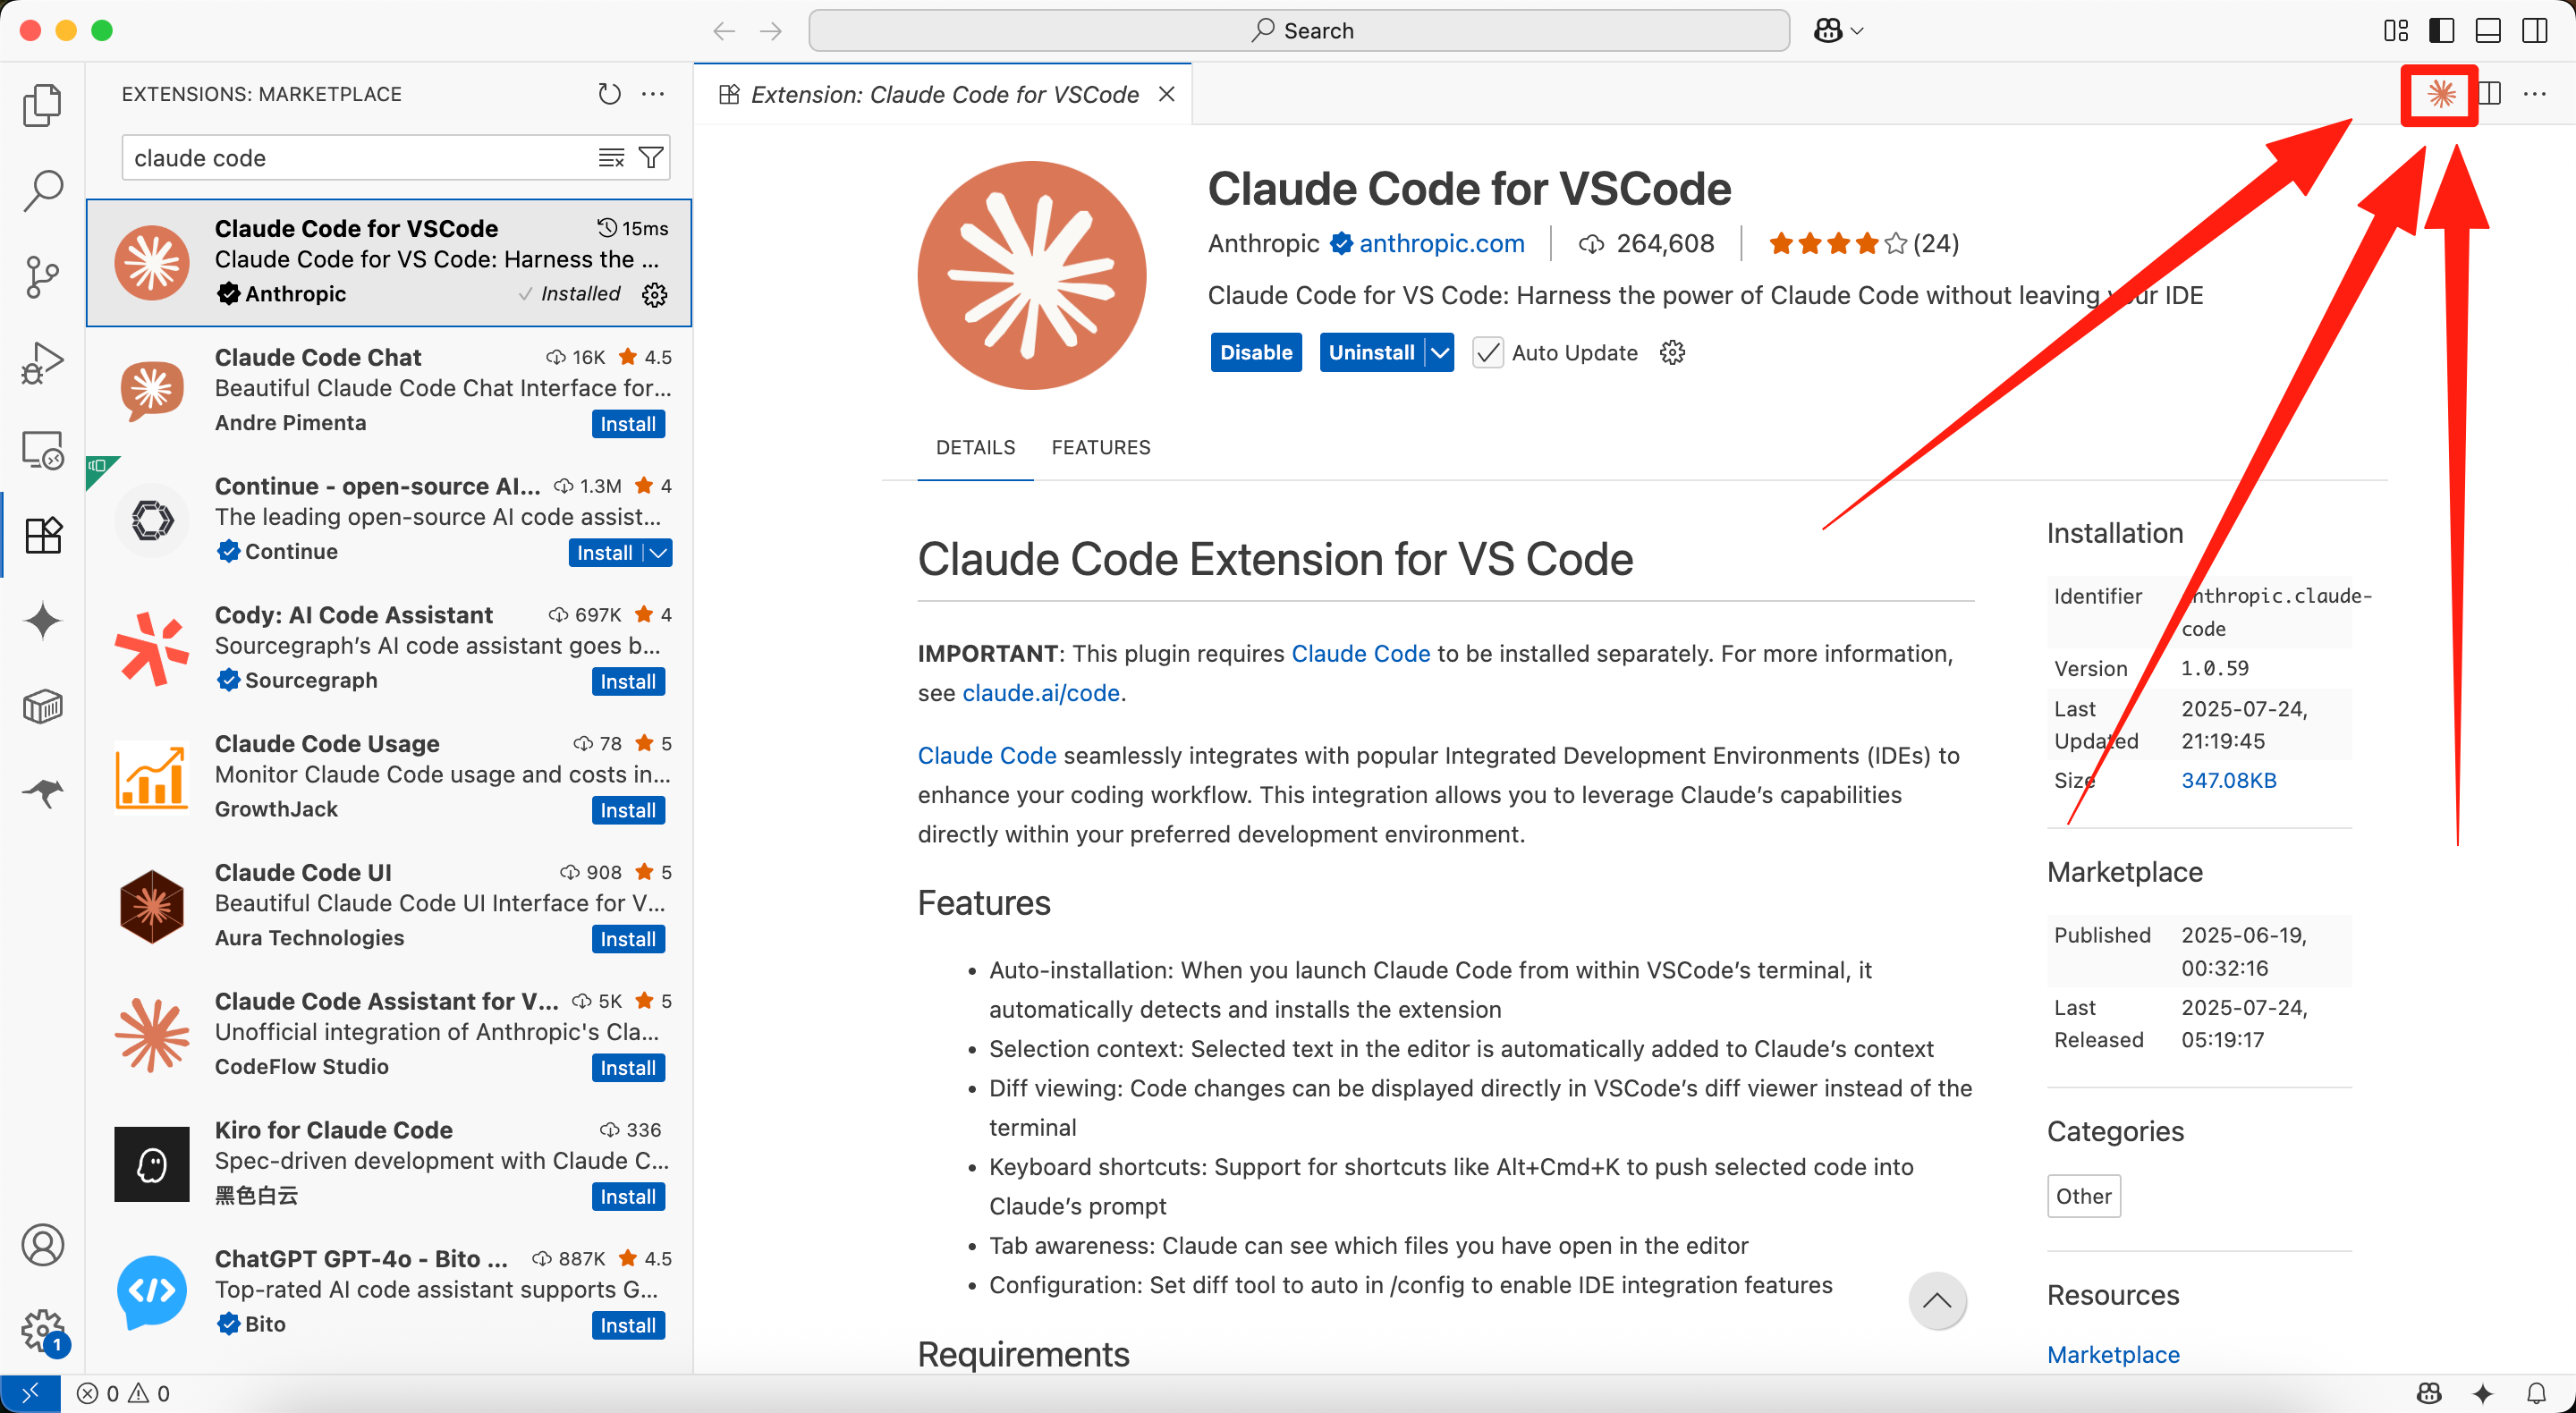 Search
EXTENSIONS: MARKETPLACE
claude code
Claude Code for VSCode
15ms
Claude Code for VS Code: Harness the ...
Anthropic
Installed
Claude Code Chat
16K
4.5
Beautiful Claude Code Chat Interface for...
Andre Pimenta
Install
Continue - open-source AI...
1.3M
4
The leading open-source AI code assist...
Continue
Install
Cody: AI Code Assistant
697K
4
Sourcegraph’s AI code assistant goes b...
Sourcegraph
Install
Claude Code Usage
78
5
Monitor Claude Code usage and costs in...
GrowthJack
Install
Claude Code UI
908
5
Beautiful Claude Code UI Interface for V...
Aura Technologies
Install
Claude Code Assistant for V...
5K
5
Unofficial integration of Anthropic's Cla...
CodeFlow Studio
Install
Kiro for Claude Code
336
Spec-driven development with Claude C...
黑色白云
Install
ChatGPT GPT-4o - Bito ...
887K
4.5
Top-rated AI code assistant supports G...
Bito
Install
1
Extension: Claude Code for VSCode
Claude Code for VSCode
Anthropic anthropic.com 264,608 (24)
Claude Code for VS Code: Harness the power of Claude Code without leaving your IDE
Disable
Uninstall
Auto Update
DETAILS
FEATURES
Claude Code Extension for VS Code
IMPORTANT: This plugin requires Claude Code to be installed separately. For more information,
see claude.ai/code.
Claude Code seamlessly integrates with popular Integrated Development Environments (IDEs) to
enhance your coding workflow. This integration allows you to leverage Claude’s capabilities
directly within your preferred development environment.
Features
• Auto-installation: When you launch Claude Code from within VSCode’s terminal, it
automatically detects and installs the extension
• Selection context: Selected text in the editor is automatically added to Claude’s context
• Diff viewing: Code changes can be displayed directly in VSCode’s diff viewer instead of the
terminal
• Keyboard shortcuts: Support for shortcuts like Alt+Cmd+K to push selected code into
Claude’s prompt
• Tab awareness: Claude can see which files you have open in the editor
• Configuration: Set diff tool to auto in /config to enable IDE integration features
Requirements
Installation
Identifier
anthropic.claude-
code
Version
1.0.59
Last
Updated
2025-07-24,
21:19:45
Size
347.08KB
Marketplace
Published
2025-06-19,
00:32:16
Last
Released
2025-07-24,
05:19:17
Categories
Other
Resources
Marketplace
0
0